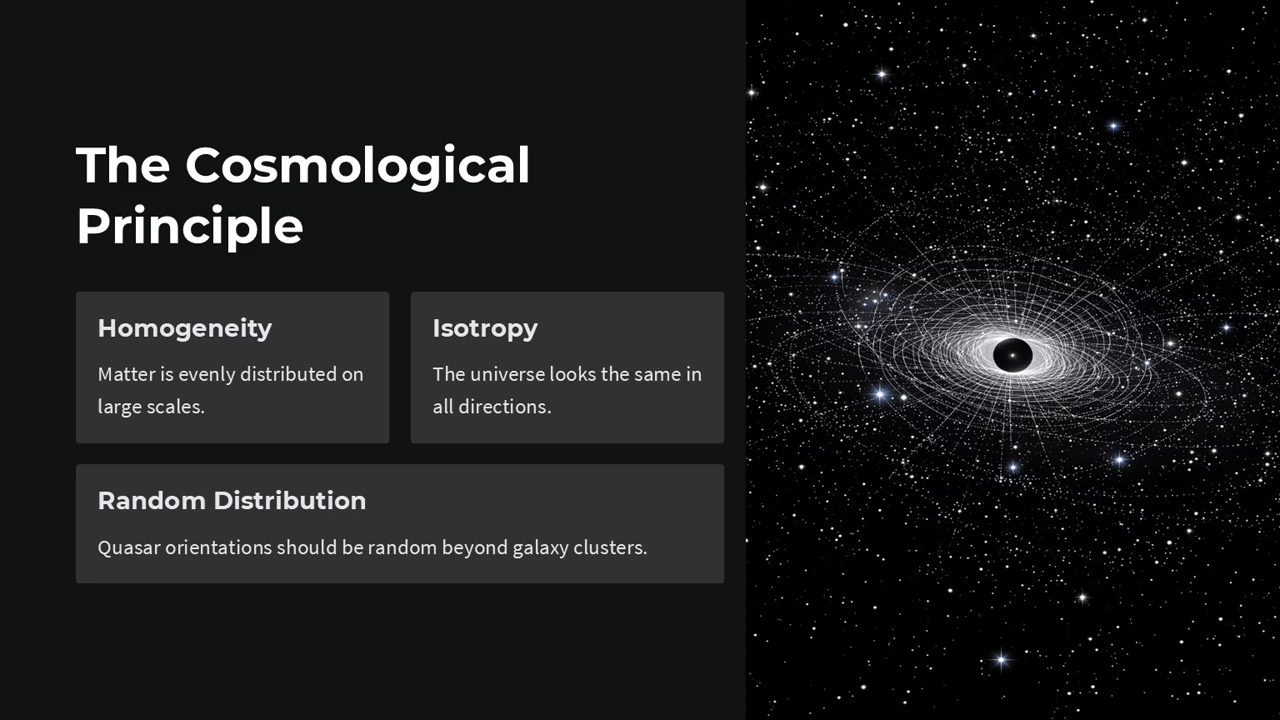 The Cosmological
Principle
Homogeneity
Matter is evenly distributed on
large scales.
Isotropy
The universe looks the same in
all directions.
Random Distribution
Quasar orientations should be random beyond galaxy clusters.